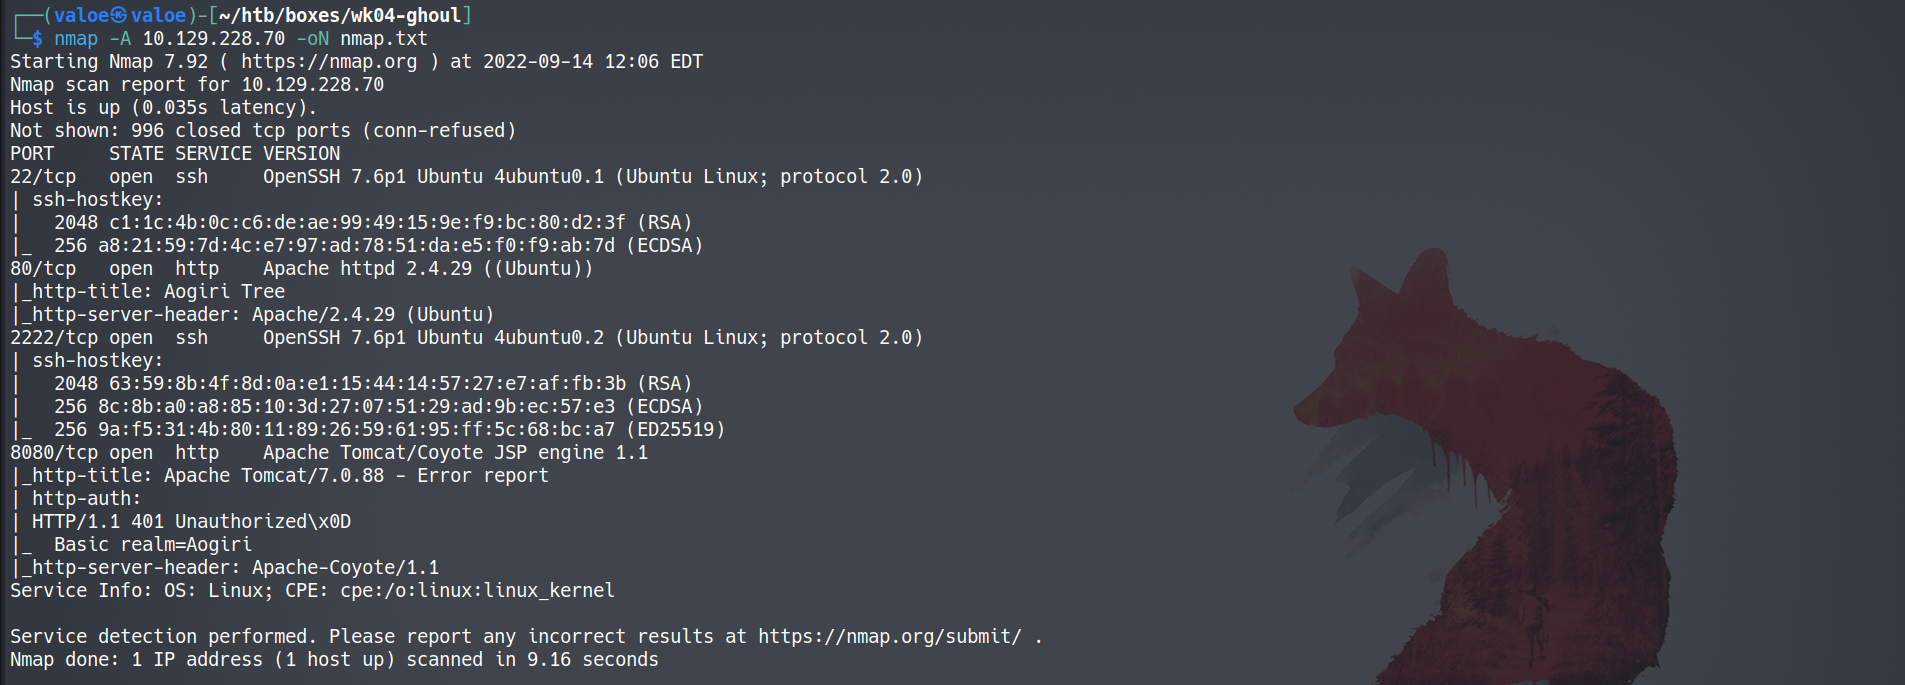 ┌──(valoe㉿valoe)-[~/htb/boxes/wk04-ghoul]
└─$ nmap -A 10.129.228.70 -oN nmap.txt
Starting Nmap 7.92 ( https://nmap.org ) at 2022-09-14 12:06 EDT
Nmap scan report for 10.129.228.70
Host is up (0.035s latency).
Not shown: 996 closed tcp ports (conn-refused)
PORT     STATE SERVICE VERSION
22/tcp   open  ssh     OpenSSH 7.6p1 Ubuntu 4ubuntu0.1 (Ubuntu Linux; protocol 2.0)
| ssh-hostkey:
|   2048 c1:1c:4b:0c:c6:de:ae:99:49:15:9e:f9:bc:80:d2:3f (RSA)
|_  256 a8:21:59:7d:4c:e7:97:ad:78:51:da:e5:f0:f9:ab:7d (ECDSA)
80/tcp   open  http    Apache httpd 2.4.29 ((Ubuntu))
|_http-title: Aogiri Tree
|_http-server-header: Apache/2.4.29 (Ubuntu)
2222/tcp open  ssh     OpenSSH 7.6p1 Ubuntu 4ubuntu0.2 (Ubuntu Linux; protocol 2.0)
| ssh-hostkey:
|   2048 63:59:8b:4f:8d:0a:e1:15:44:14:57:27:e7:af:fb:3b (RSA)
|   256 8c:8b:a0:a8:85:10:3d:27:07:51:29:ad:9b:ec:57:e3 (ECDSA)
|_  256 9a:f5:31:4b:80:11:89:26:59:61:95:ff:5c:68:bc:a7 (ED25519)
8080/tcp open  http    Apache Tomcat/Coyote JSP engine 1.1
|_http-title: Apache Tomcat/7.0.88 - Error report
| http-auth:
| HTTP/1.1 401 Unauthorized\x0D
|_  Basic realm=Aogiri
|_http-server-header: Apache-Coyote/1.1
Service Info: OS: Linux; CPE: cpe:/o:linux:linux_kernel

Service detection performed. Please report any incorrect results at https://nmap.org/submit/ .
Nmap done: 1 IP address (1 host up) scanned in 9.16 seconds